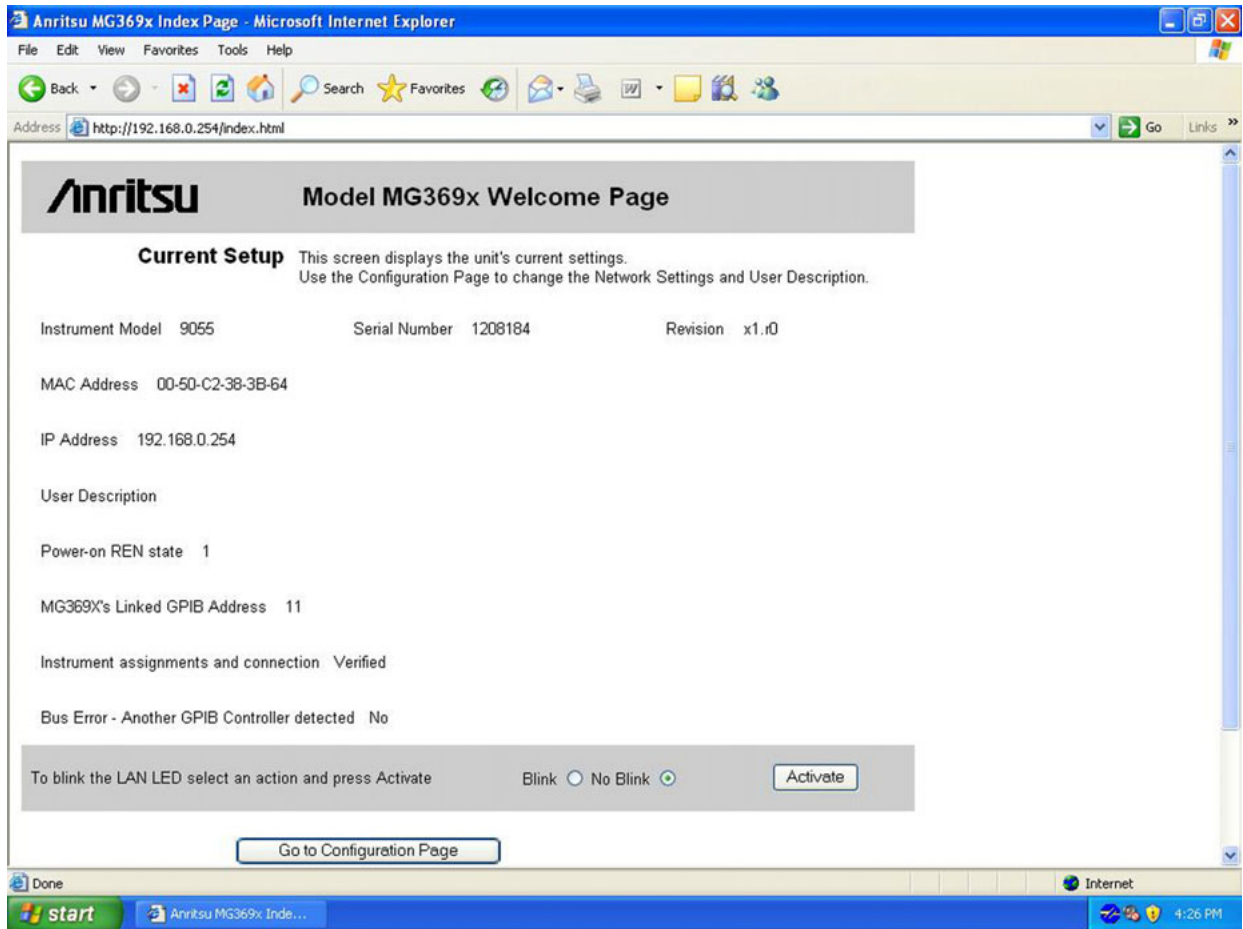 Anritsu MG369x Index Page - Microsoft Internet Explorer
File Edit View Favorites Tools Help
Back Search Favorites
Address http://192.168.0.254/index.html Go Links »
Anritsu Model MG369x Welcome Page
Current Setup This screen displays the unit's current settings.
Use the Configuration Page to change the Network Settings and User Description.
Instrument Model 9055 Serial Number 1208184 Revision x1.r0
MAC Address 00-50-C2-38-3B-64
IP Address 192.168.0.254
User Description
Power-on REN state 1
MG369X's Linked GPIB Address 11
Instrument assignments and connection Verified
Bus Error - Another GPIB Controller detected No
To blink the LAN LED select an action and press Activate Blink No Blink Activate
Go to Configuration Page
Done Internet
start Anritsu MG369x Inde... 4:26 PM